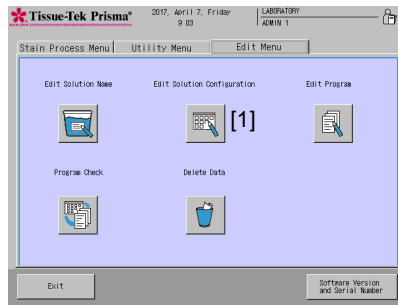 Tissue-Tek Prisma®
2017, April 7, Friday
9 03
LABORATORY
ADMIN 1
Stain Process Menu
Utility Menu
Edit Menu
Edit Solution Name
Edit Solution Configuration
Edit Program
[1]
Program Check
Delete Data
Exit
Software Version
and Serial Number